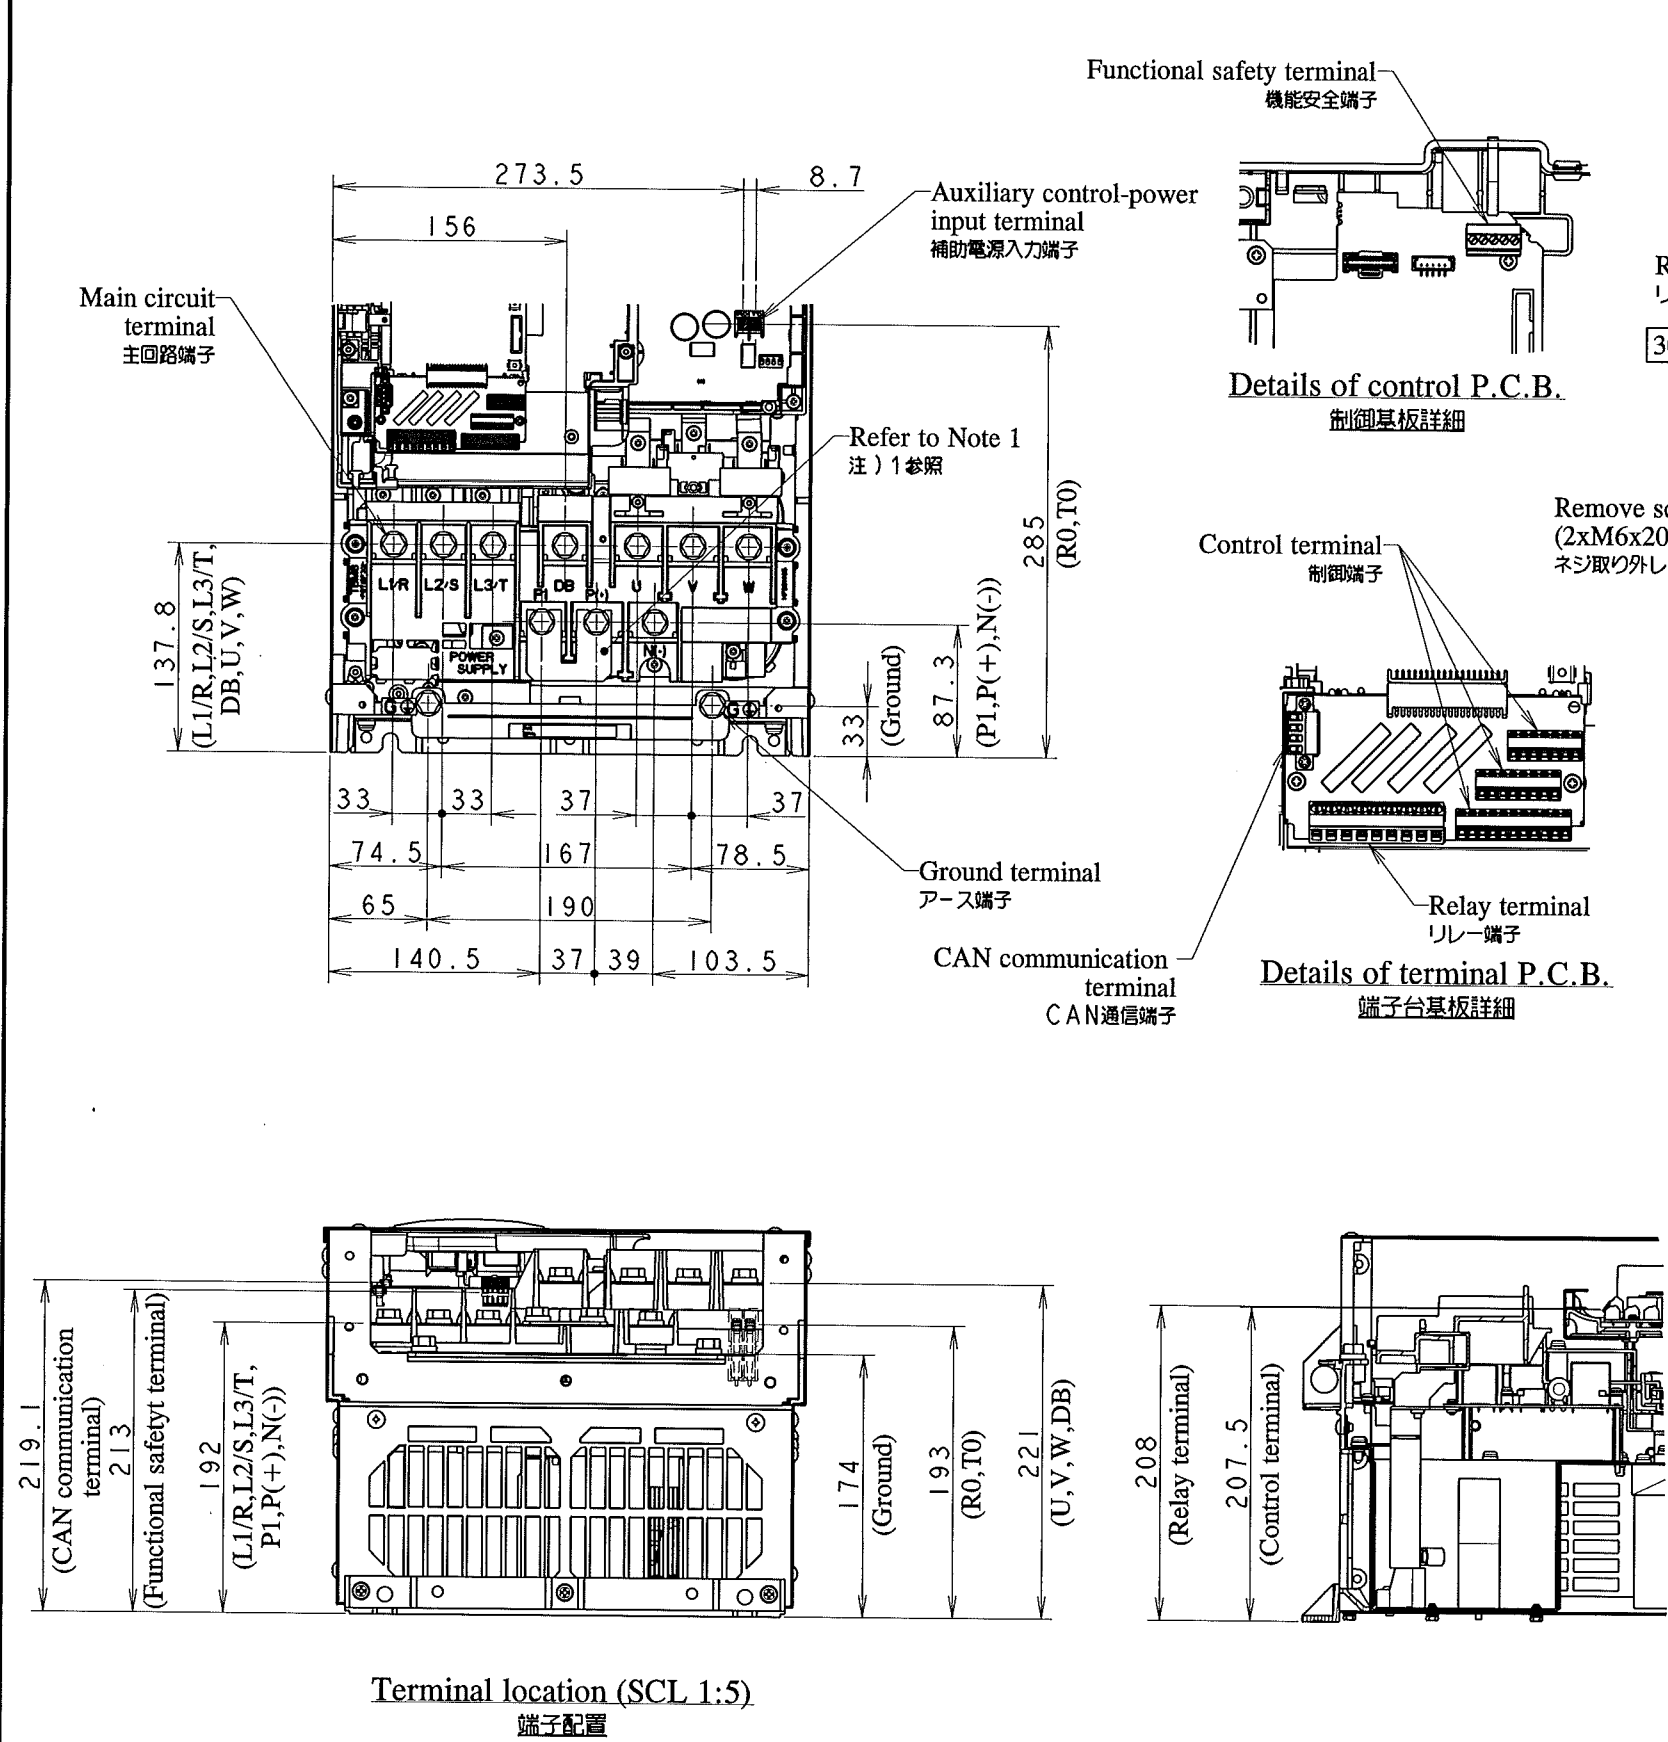 Functional safety terminal
機能安全端子
273.5
8.7
156
Auxiliary control-power
input terminal
補助電源入力端子
Main circuit
terminal
主回路端子
Refer to Note 1
注）1参照
285
(R0,T0)
137.8
(L1/R,L2/S,L3/T,
DB,U,V,W)
L1/R
L2/S
L3/T
DB
U
V
W
P1
P(+)
N(-)
POWER
SUPPLY
G
G
33
(Ground)
87.3
(P1,P(+),N(-))
33
33
37
37
74.5
167
78.5
65
190
140.5
37
39
103.5
Ground terminal
アース端子
Details of control P.C.B.
制御基板詳細
R
リ
3
Remove sc
(2xM6x20
ネジ取り外し
Control terminal
制御端子
CAN communication
terminal
CAN通信端子
Relay terminal
リレー端子
Details of terminal P.C.B.
端子台基板詳細
219.1
(CAN communication
terminal)
213
(Functional safetyt terminal)
192
(L1/R,L2/S,L3/T,
P1,P(+),N(-))
174
(Ground)
193
(R0,T0)
221
(U,V,W,DB)
208
(Relay terminal)
207.5
(Control terminal)
Terminal location (SCL 1:5)
端子配置